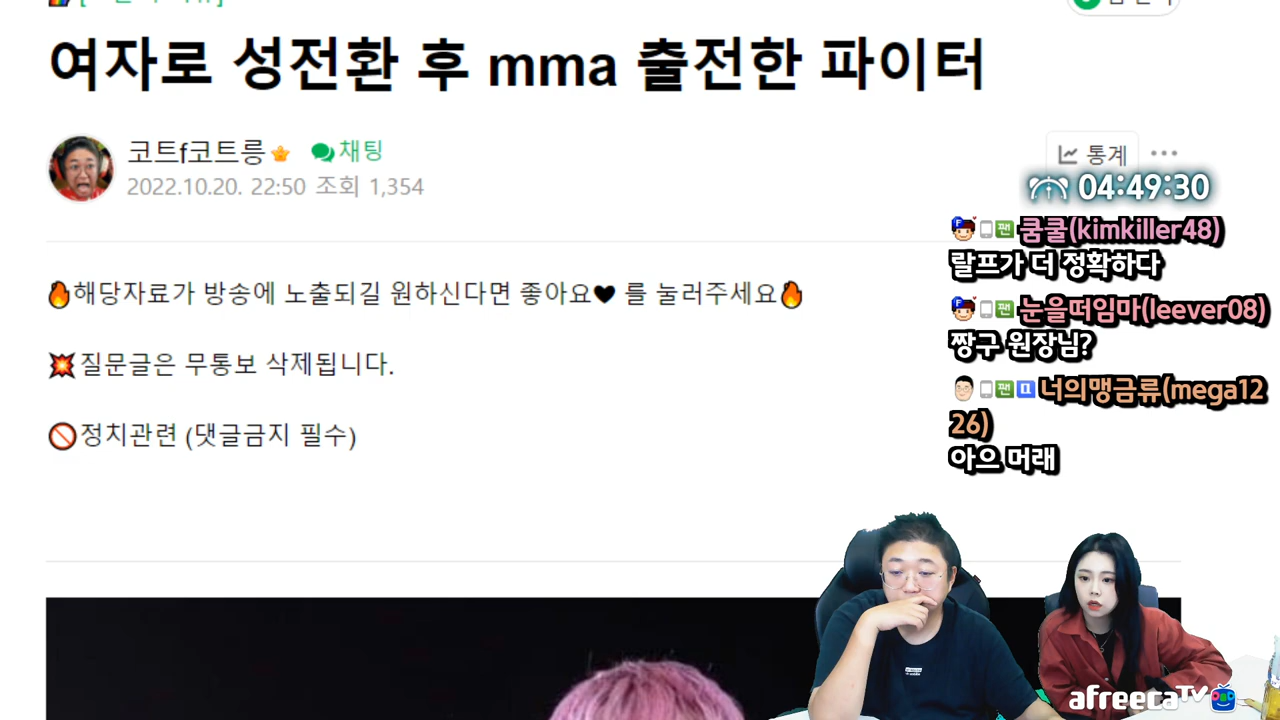 여자로 성전환 후 mma 출전한 파이터
코트f코트릉 채팅
2022.10.20. 22:50 조회 1,354
통계
04:49:30
🔥해당자료가 방송에 노출되길 원하신다면 좋아요♥ 를 눌러주세요🔥
💥질문글은 무통보 삭제됩니다.
🚫정치관련 (댓글금지 필수)
짼 쿰쿨(kimkiller48)
랄프가 더 정확하다
짼 눈을떠임마(leever08)
짱구 원장님?
짼 너의맹금류(mega12
26)
아으 머래
afreecaTV